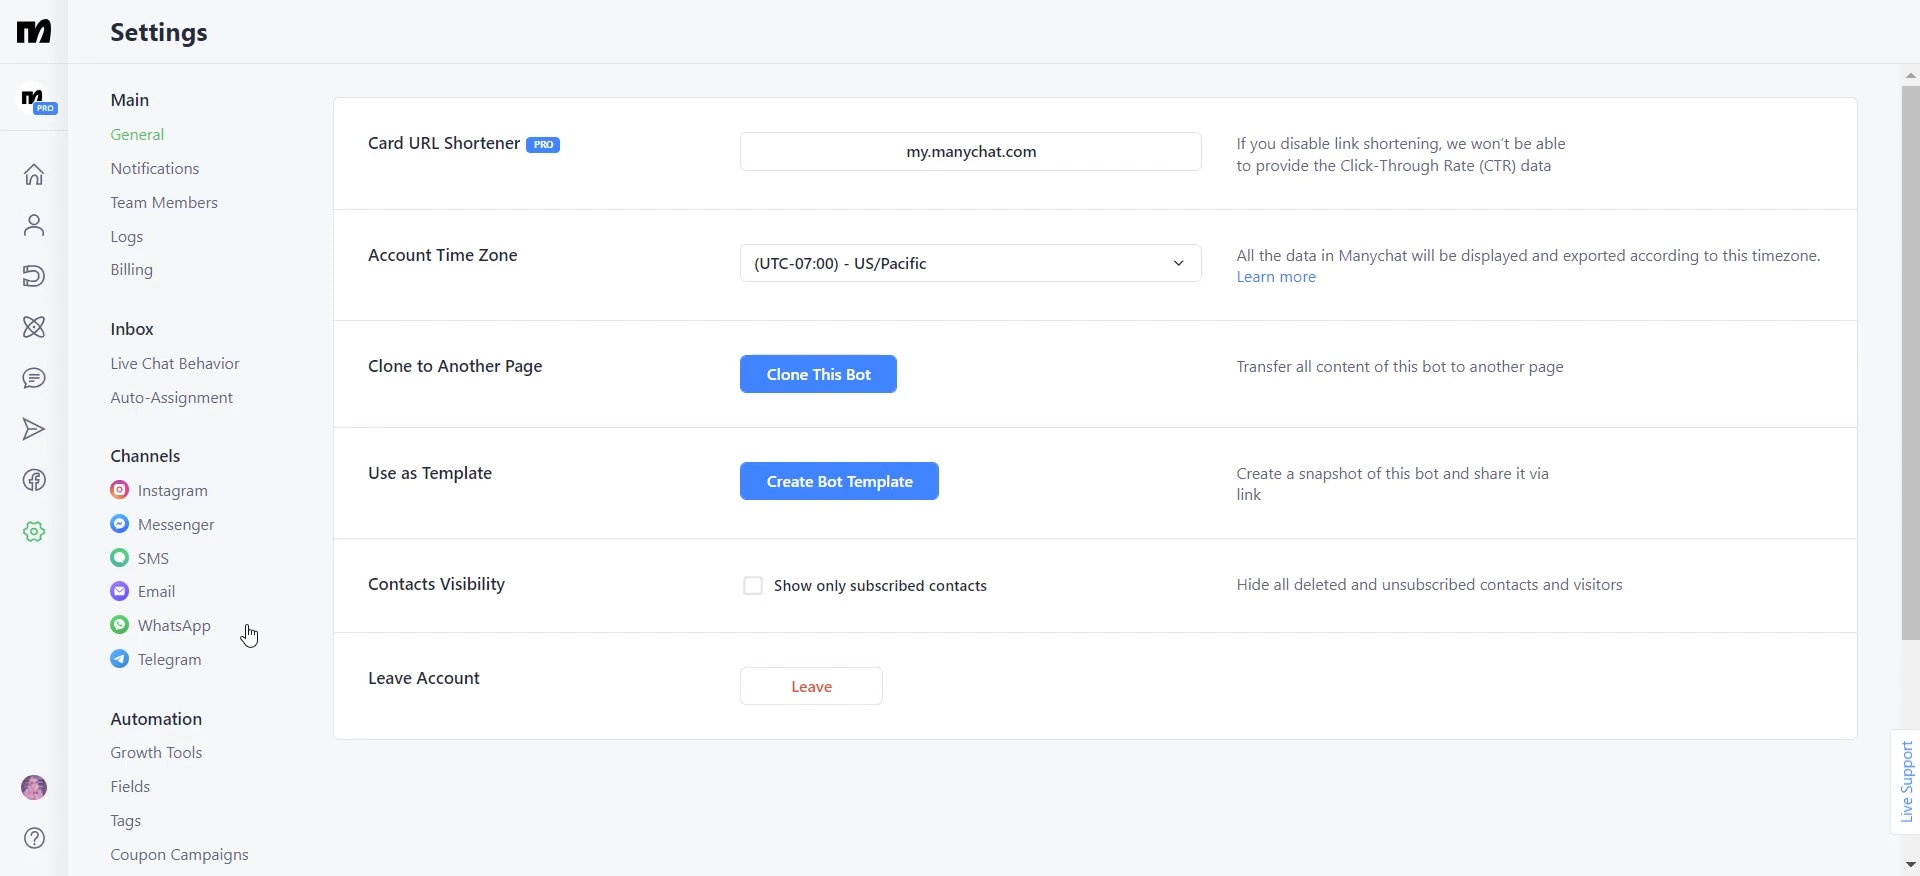 Settings
PRO
Main
General
Notifications
Team Members
Logs
Billing
Inbox
Live Chat Behavior
Auto-Assignment
Channels
Instagram
Messenger
SMS
Email
WhatsApp
Telegram
Automation
Growth Tools
Fields
Tags
Coupon Campaigns
Card URL Shortener PRO
my.manychat.com
If you disable link shortening, we won't be able
to provide the Click-Through Rate (CTR) data
Account Time Zone
(UTC-07:00) - US/Pacific
All the data in Manychat will be displayed and exported according to this timezone.
Learn more
Clone to Another Page
Clone This Bot
Transfer all content of this bot to another page
Use as Template
Create Bot Template
Create a snapshot of this bot and share it via
link
Contacts Visibility
Show only subscribed contacts
Hide all deleted and unsubscribed contacts and visitors
Leave Account
Leave
Live Support